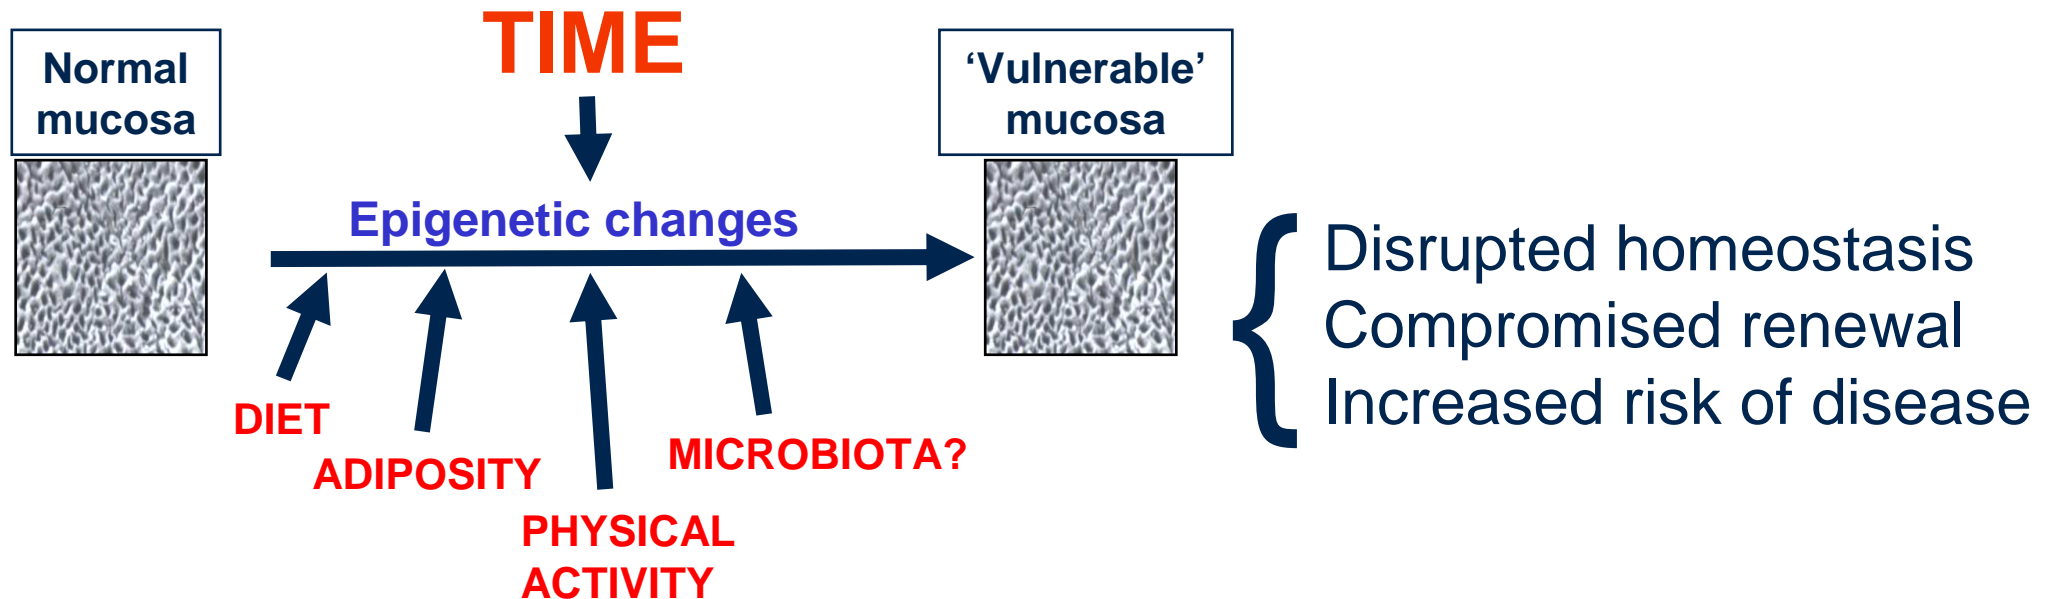 Normal
mucosa
TIME
‘Vulnerable’
mucosa
Epigenetic changes
DIET
ADIPOSITY
PHYSICAL
ACTIVITY
MICROBIOTA?
Disrupted homeostasis
Compromised renewal
Increased risk of disease